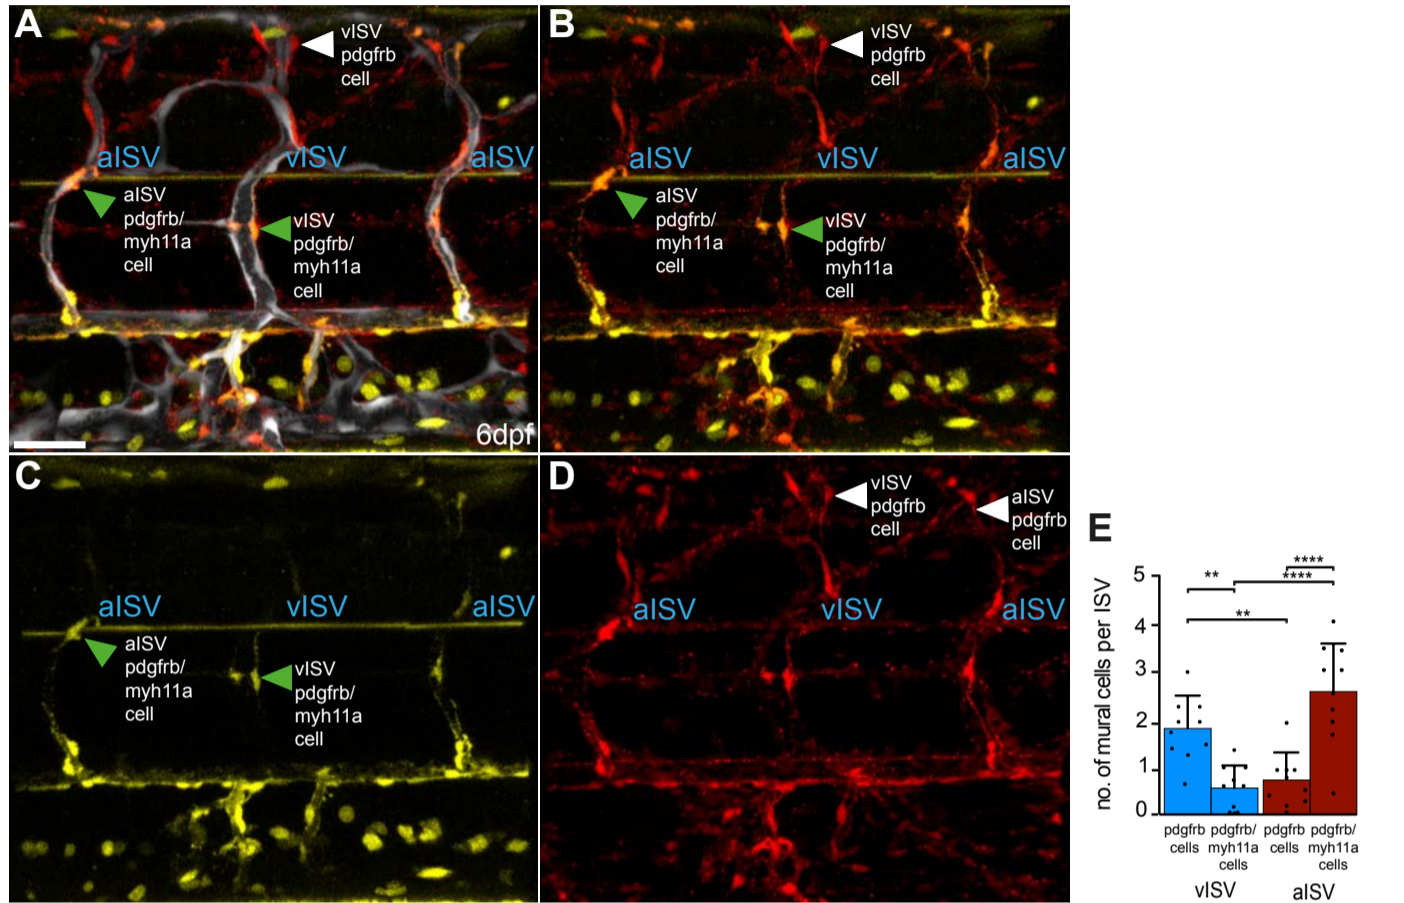 A
vISV
pdgfrb
cell
aISV
vISV
aISV
aISV
pdgfrb/
myh11a
cell
vISV
pdgfrb/
myh11a
cell
6dpf
B
vISV
pdgfrb
cell
aISV
vISV
aISV
aISV
pdgfrb/
myh11a
cell
vISV
pdgfrb/
myh11a
cell
C
aISV
vISV
aISV
aISV
pdgfrb/
myh11a
cell
vISV
pdgfrb/
myh11a
cell
D
vISV
pdgfrb
cell
aISV
pdgfrb
cell
aISV
vISV
aISV
E
no. of mural cells per ISV
5
4
3
2
1
0
**
****
****
**
pdgfrb
cells
pdgfrb/
myh11a
cells
pdgfrb
cells
pdgfrb/
myh11a
cells
vISV
aISV